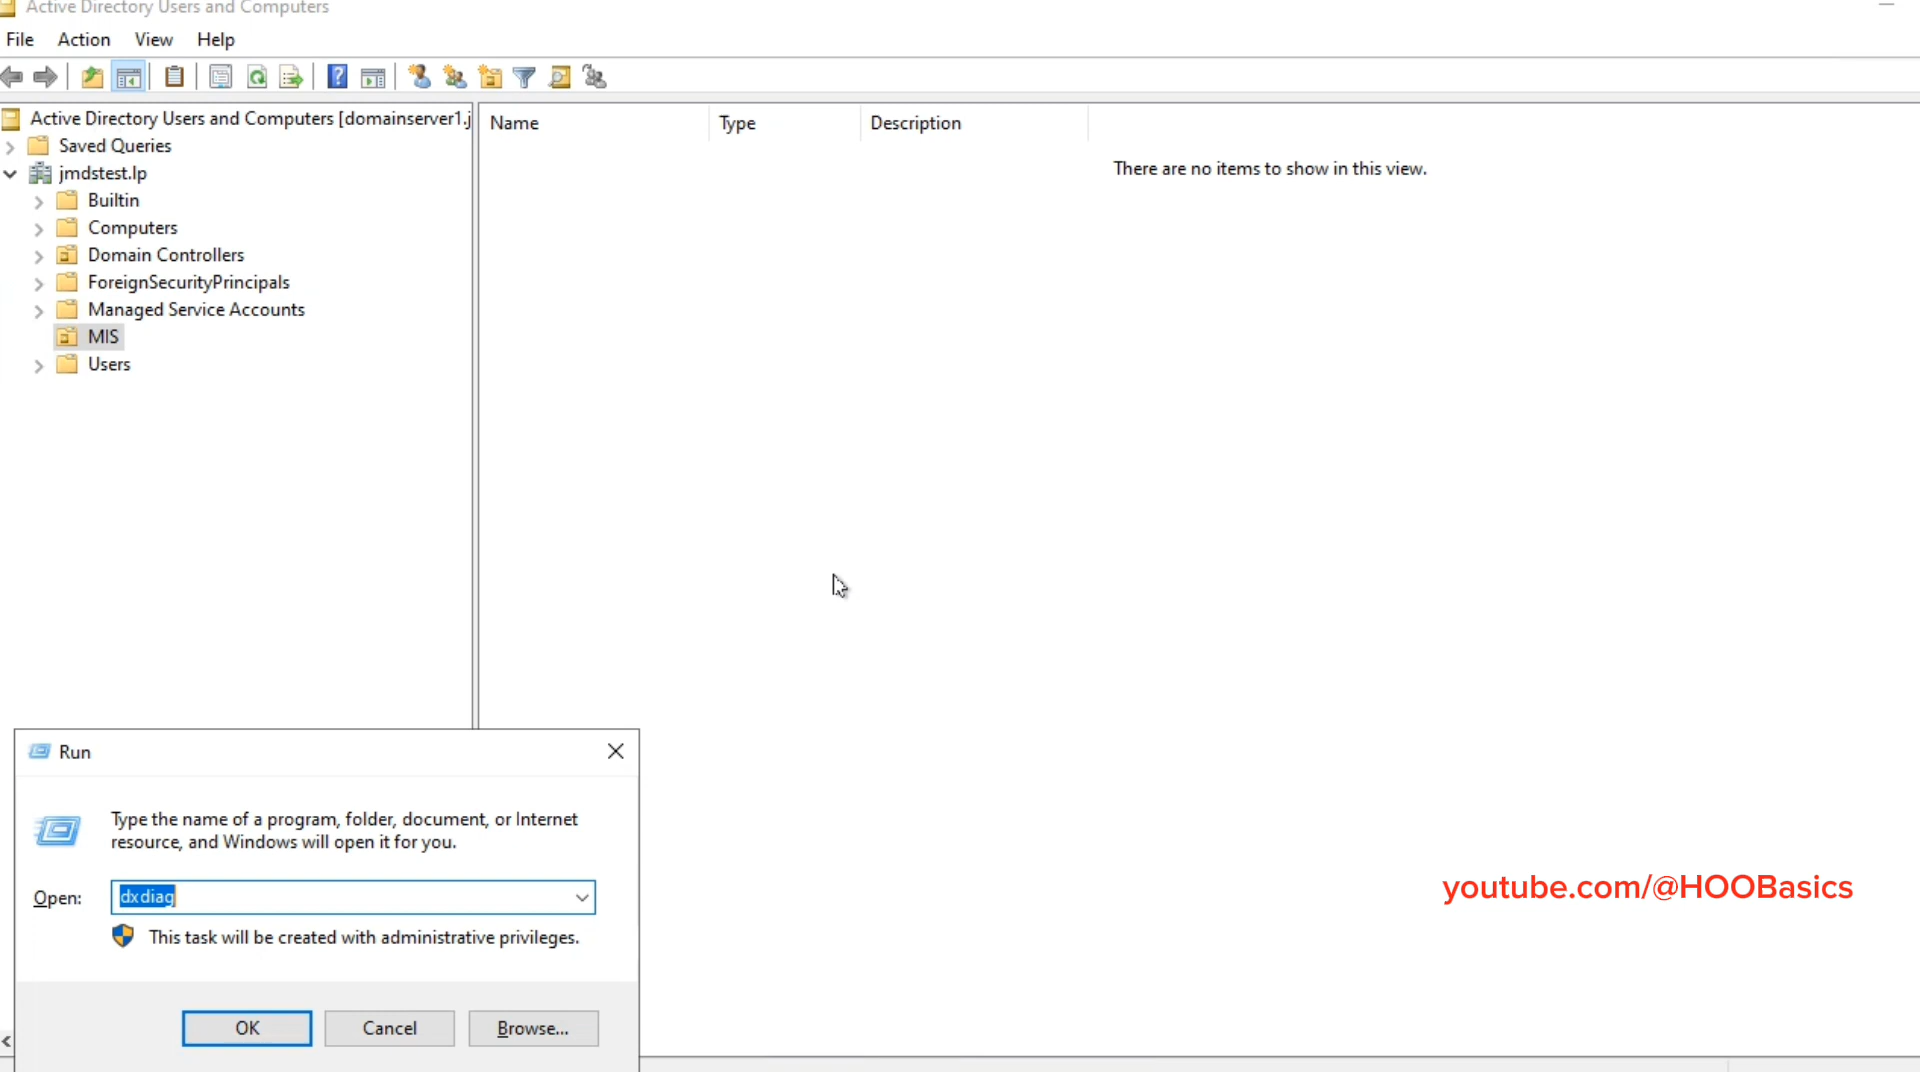 Active Directory Users and Computers
File Action View Help
Active Directory Users and Computers [domainserver1.j
Saved Queries
jmdstest.lp
Builtin
Computers
Domain Controllers
ForeignSecurityPrincipals
Managed Service Accounts
MIS
Users
Name Type Description
There are no items to show in this view.
Run
Type the name of a program, folder, document, or Internet
resource, and Windows will open it for you.
Open: dxdiag
This task will be created with administrative privileges.
OK Cancel Browse...
youtube.com/@HOOBasics